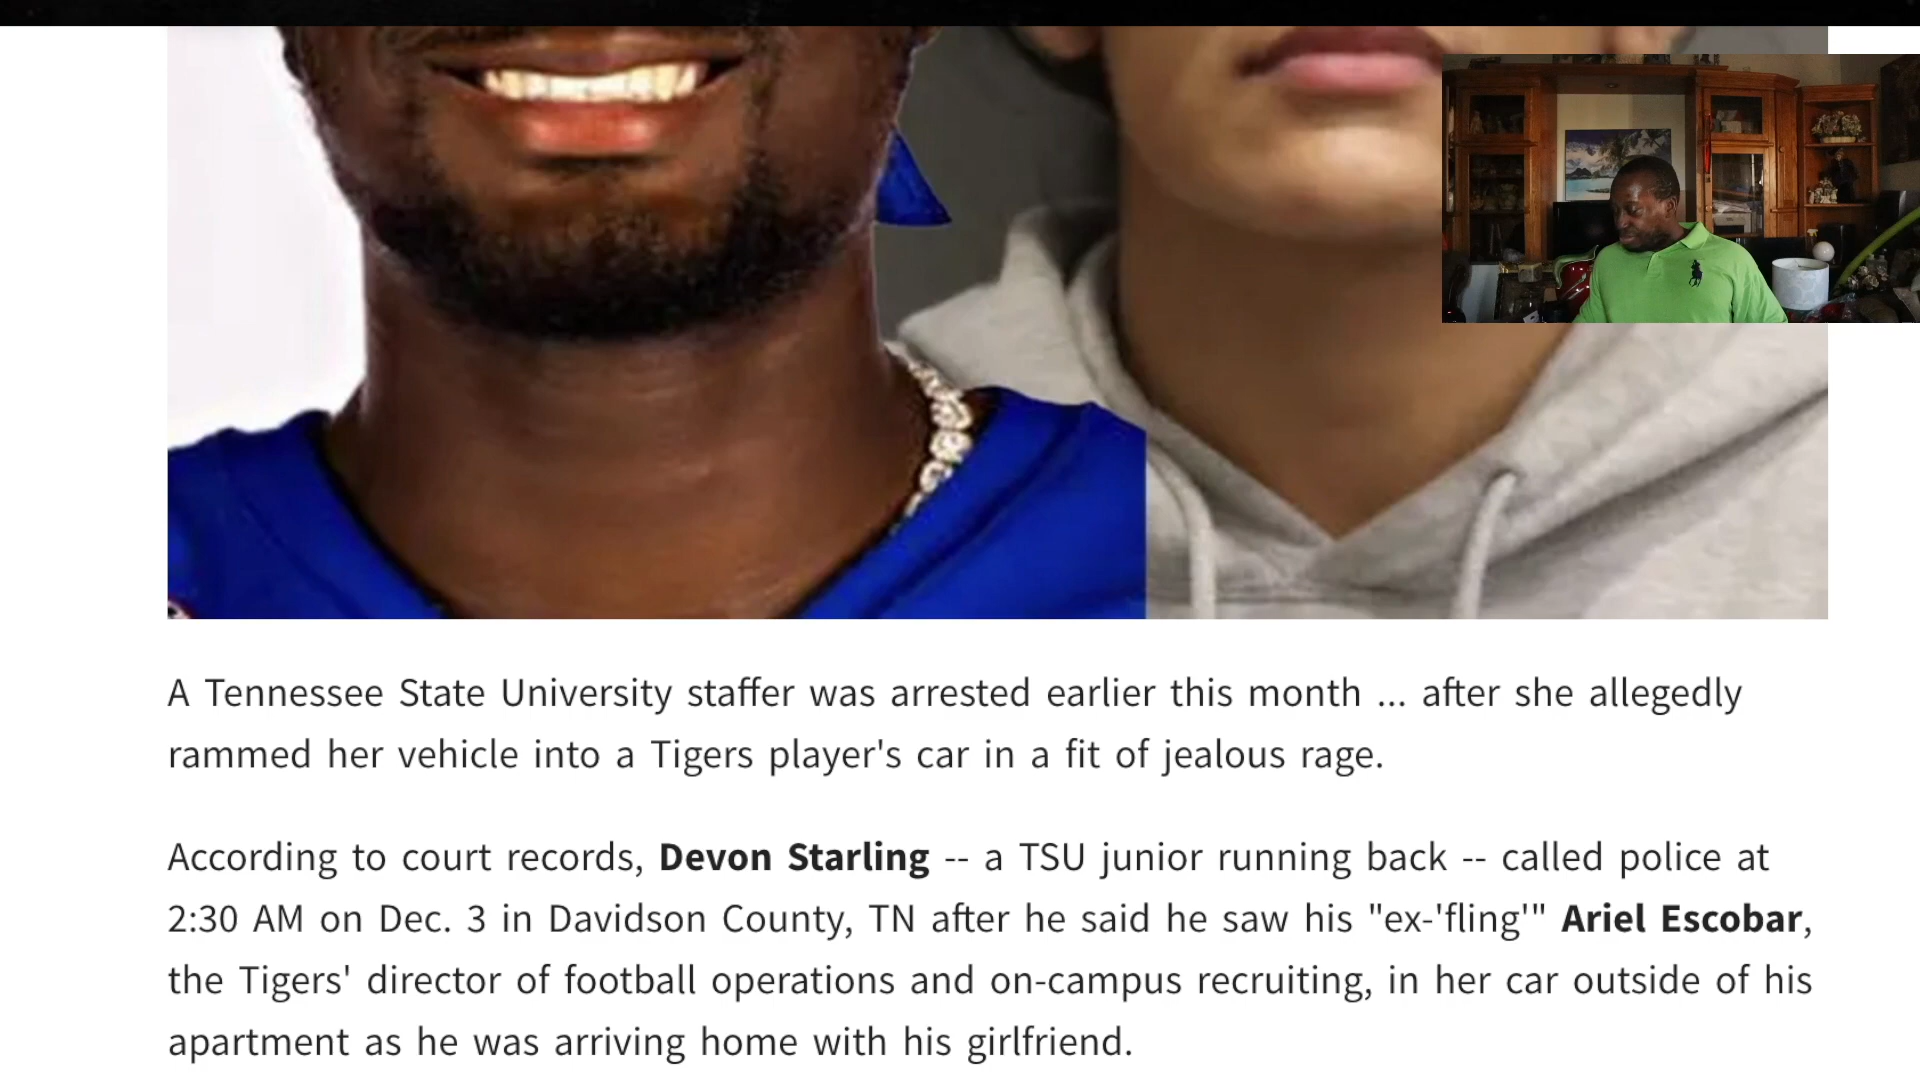 A Tennessee State University staffer was arrested earlier this month ... after she allegedly
rammed her vehicle into a Tigers player's car in a fit of jealous rage.
According to court records, Devon Starling -- a TSU junior running back -- called police at
2:30 AM on Dec. 3 in Davidson County, TN after he said he saw his "ex-'fling'" Ariel Escobar,
the Tigers' director of football operations and on-campus recruiting, in her car outside of his
apartment as he was arriving home with his girlfriend.